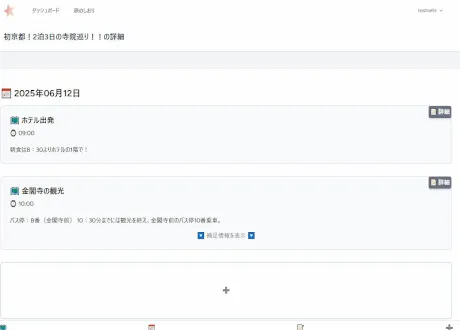 ダッシュボード 旅のしおり
初京都！2泊3日の寺院巡り！！の詳細
2025年06月12日
詳細
ホテル出発
09:00
朝食は8：30よりホテルの1階で！
詳細
金閣寺の観光
10:00
バス停：8番（金閣寺前） 10：30分までには観光を終え、金閣寺前のバス停10番乗車。
補足情報を表示
+